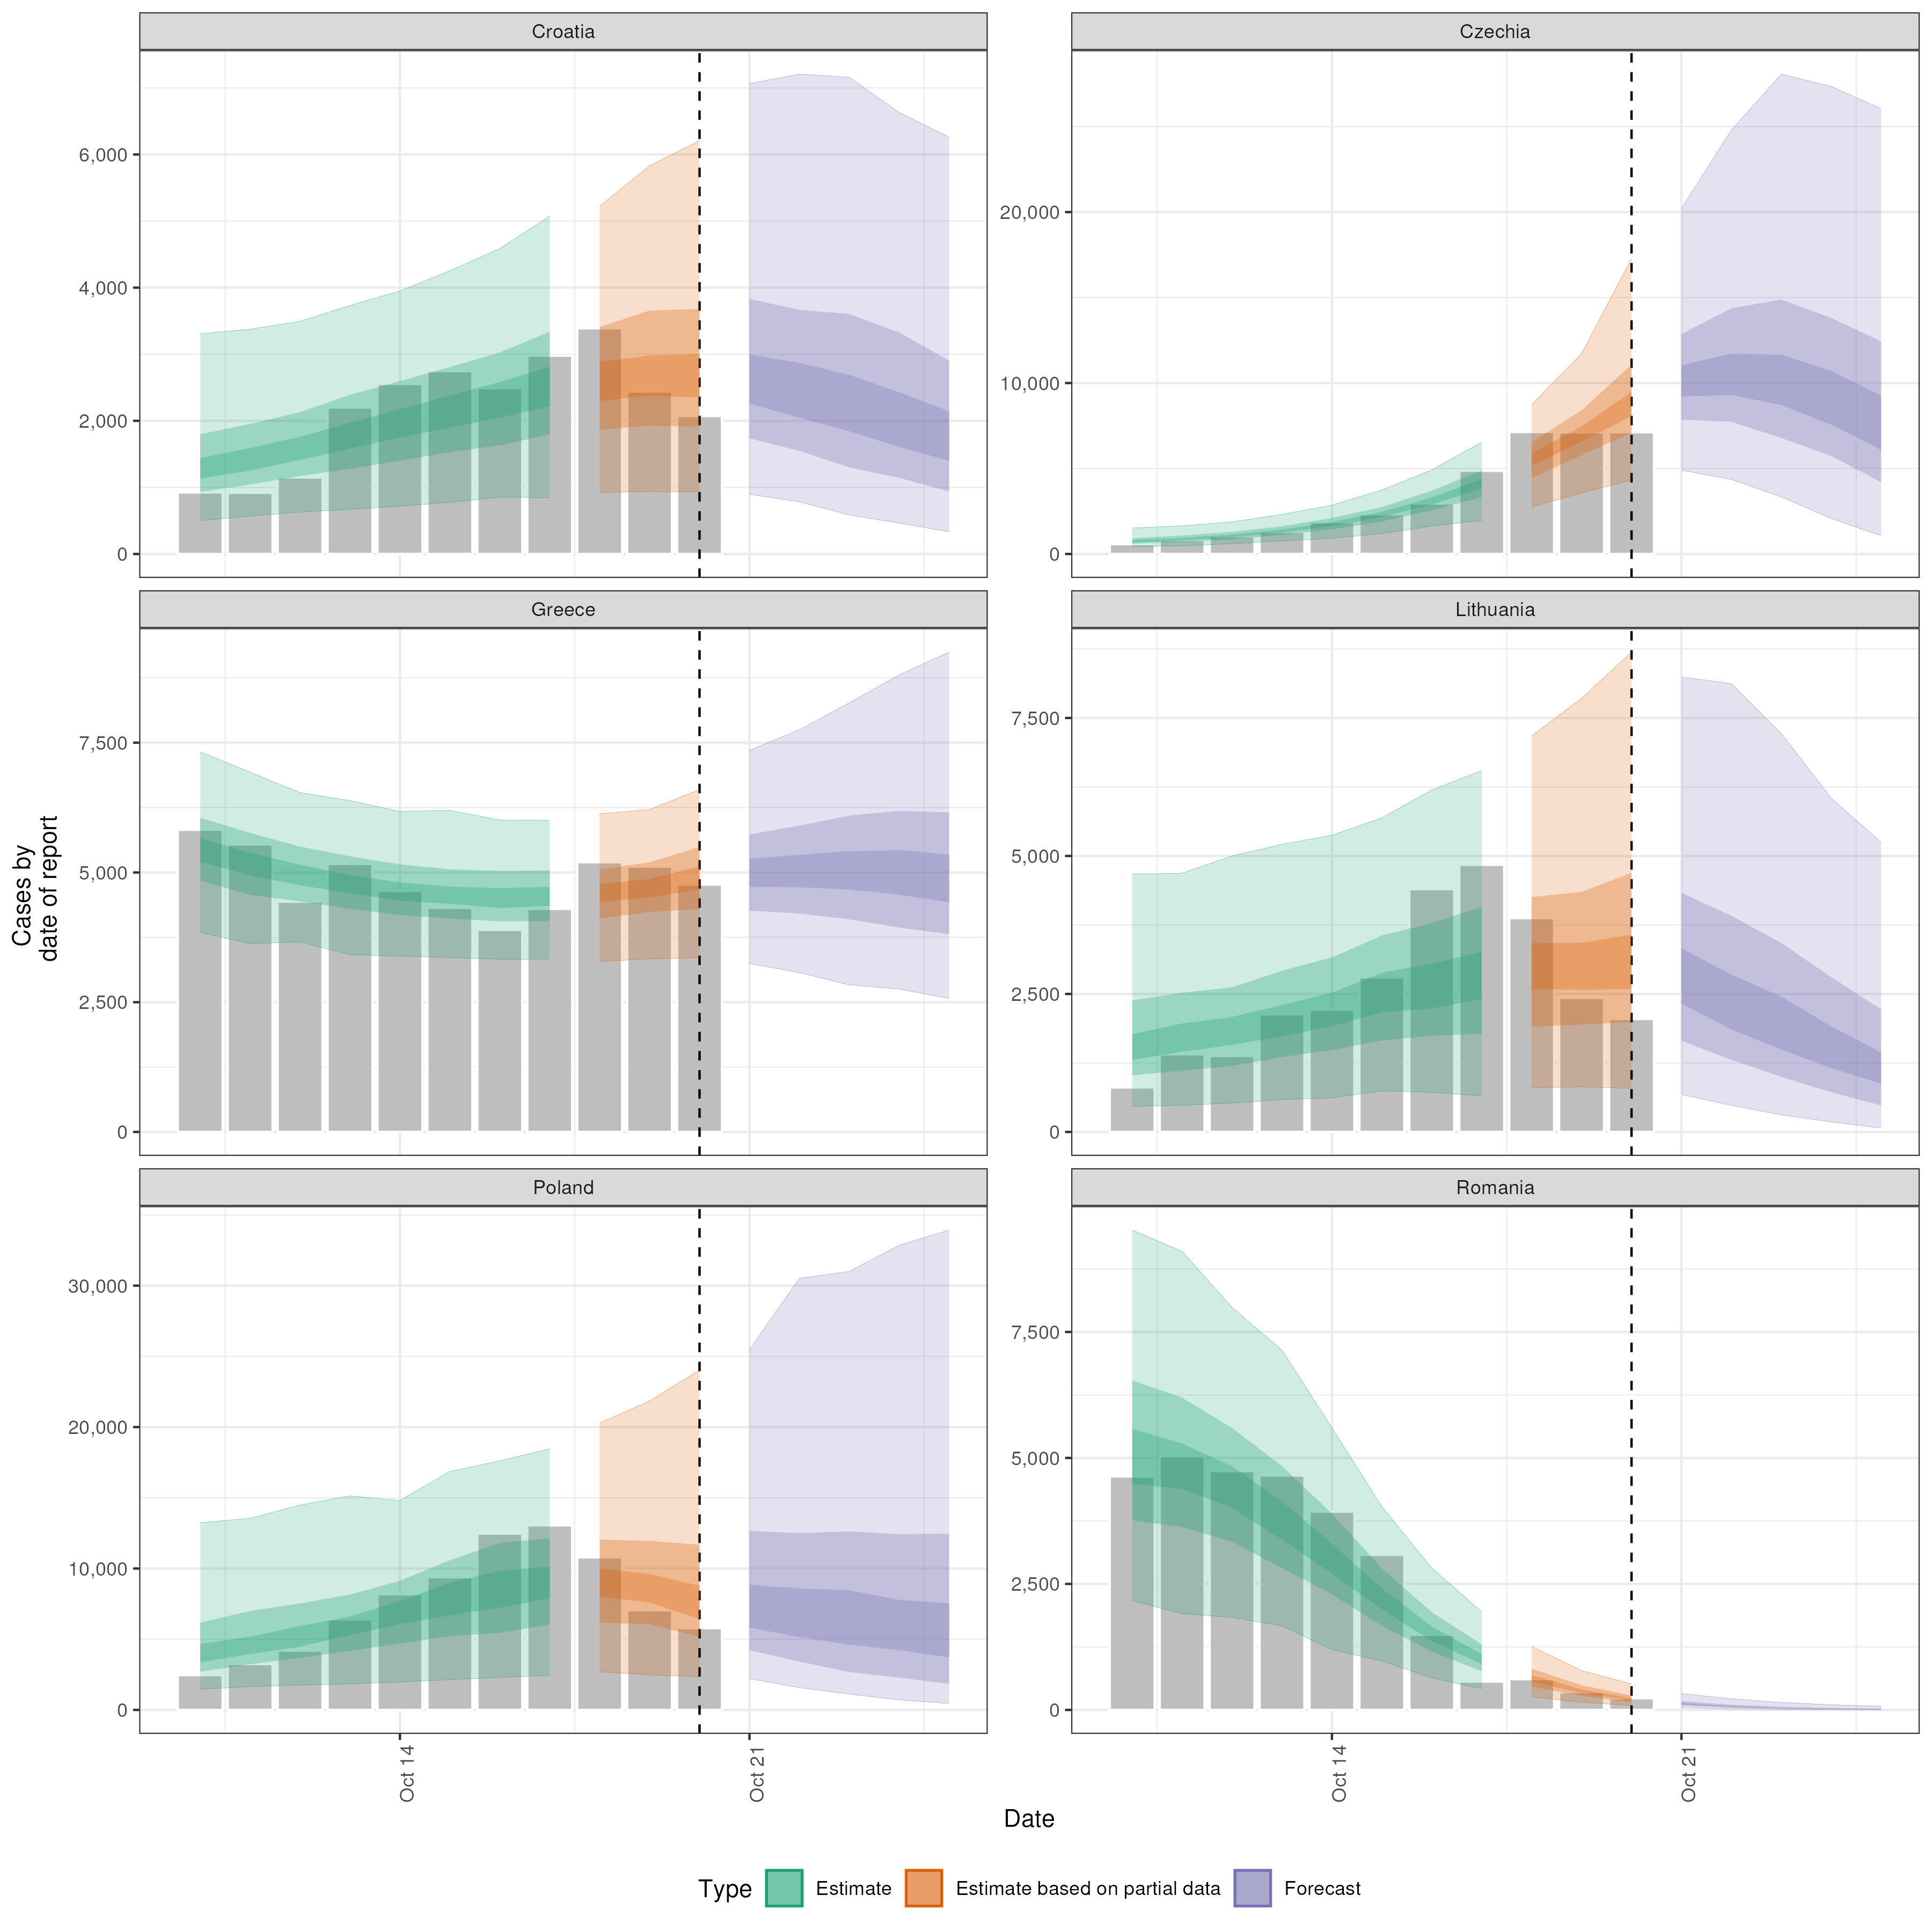 Croatia
Czechia
6,000
4,000
2,000
0
20,000
10,000
0
Greece
Lithuania
7,500
5,000
2,500
0
7,500
5,000
2,500
0
Poland
Romania
30,000
20,000
10,000
0
7,500
5,000
2,500
0
Cases by
date of report
Oct 14
Oct 21
Oct 14
Oct 21
Date
Type
Estimate
Estimate based on partial data
Forecast